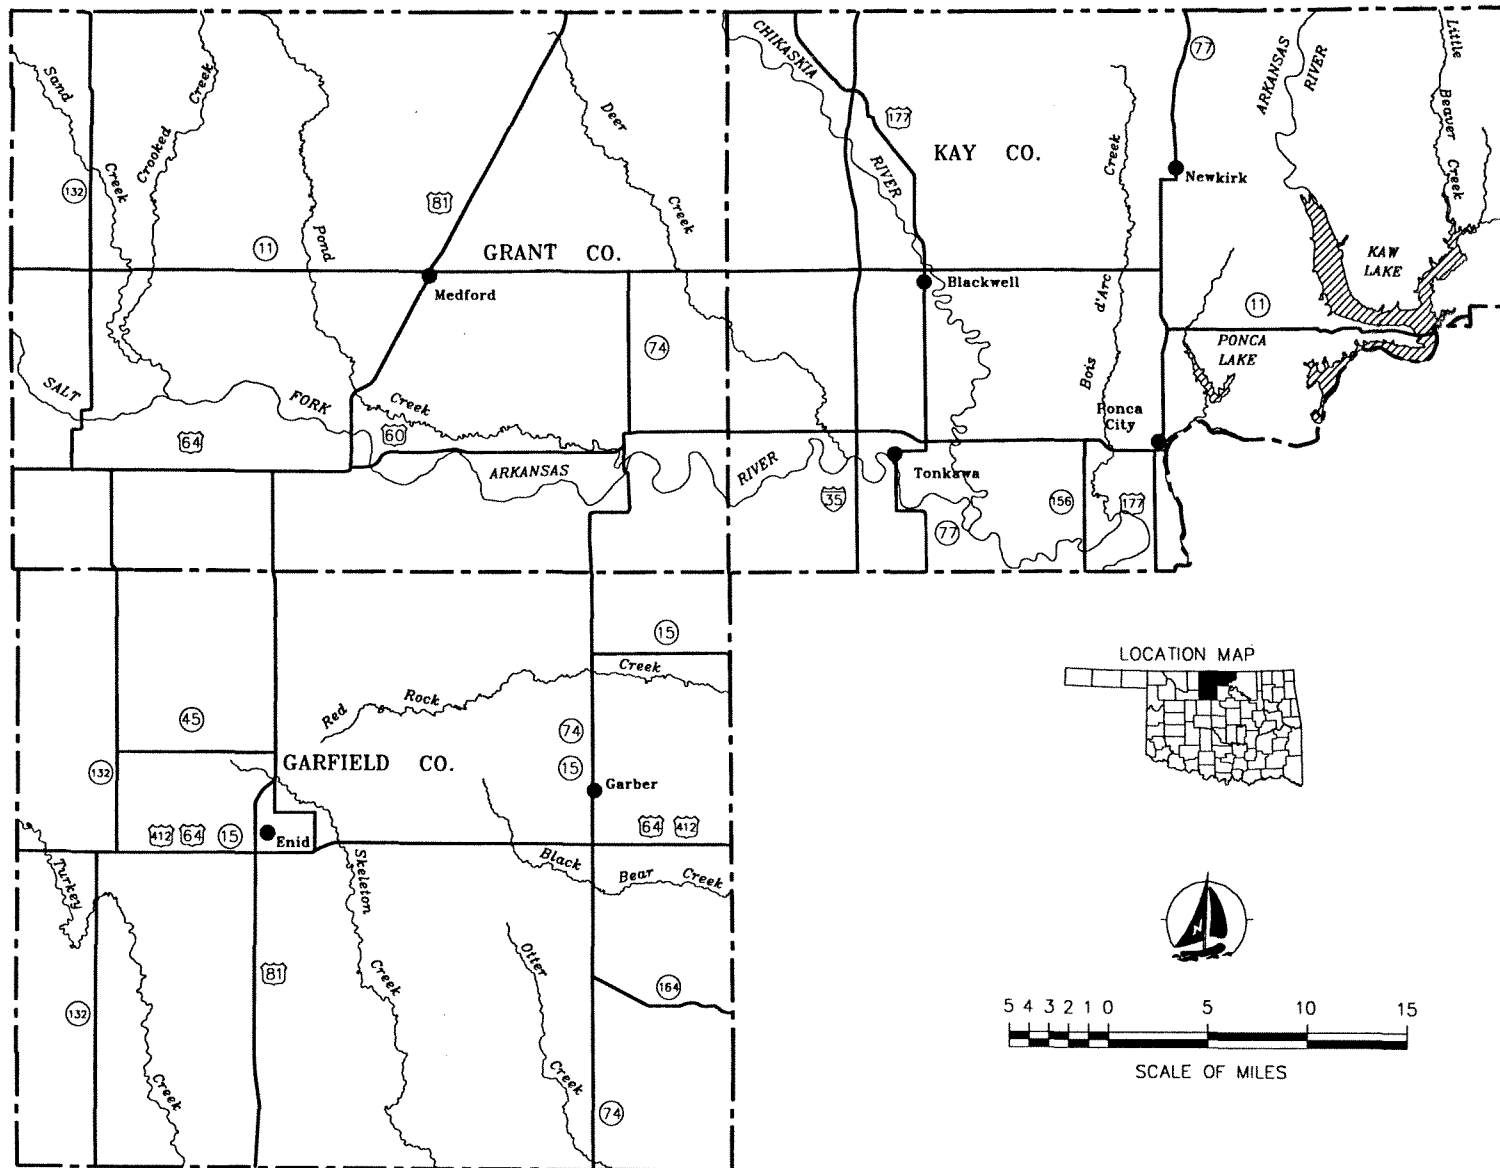 CHIKASKIA
RIVER
77
ARKANSAS
RIVER
Little
Beaver
Creek
Sand
Creek
Crooked
Creek
Pond
Creek
Deer
Creek
177
KAY CO.
Bois
d'Arc
Creek
Newkirk
132
81
11
GRANT CO.
Medford
Blackwell
KAW
LAKE
11
PONCA
LAKE
74
SALT
FORK
ARKANSAS
RIVER
64
60
Ponca
City
Tonkawa
35
77
156
177
15
Red
Rock
Creek
45
74
GARFIELD CO.
132
15
Garber
412
64
15
Enid
64
412
Turkey
Creek
Skeleton
Creek
Black
Bear
Creek
Otter
Creek
81
164
132
74
LOCATION MAP
N
5 4 3 2 1 0 5 10 15
SCALE OF MILES